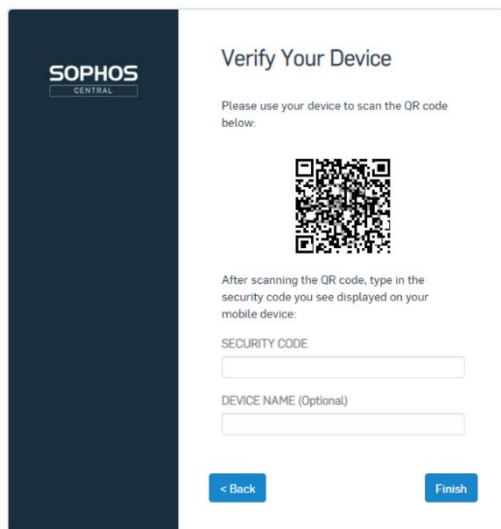 SOPHOS
CENTRAL
Verify Your Device
Please use your device to scan the QR code
below:
After scanning the QR code, type in the
security code you see displayed on your
mobile device:
SECURITY CODE
DEVICE NAME (Optional)
< Back
Finish